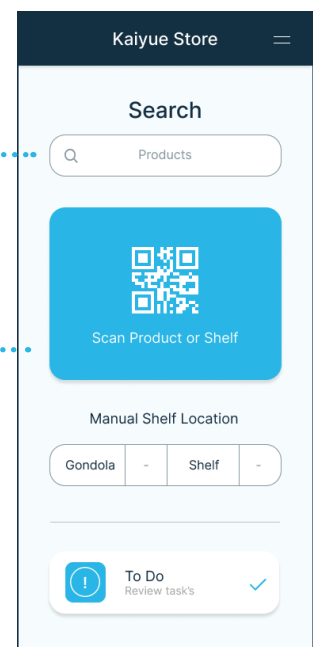 Kaiyue Store
Search
Products
Scan Product or Shelf
Manual Shelf Location
Gondola - Shelf -
!
To Do
Review task's